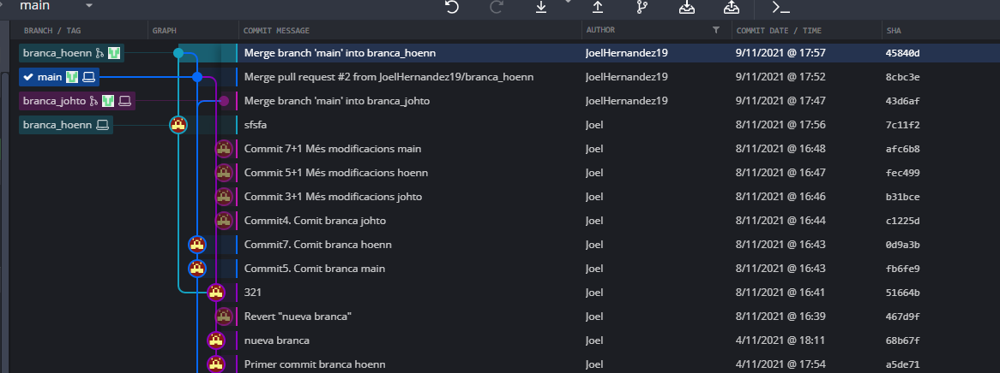 main
BRANCH / TAG GRAPH COMMIT MESSAGE AUTHOR COMMIT DATE / TIME SHA
branca_hoenn Merge branch 'main' into branca_hoenn JoelHernandez19 9/11/2021 @ 17:57 45840d
main Merge pull request #2 from JoelHernandez19/branca_hoenn JoelHernandez19 9/11/2021 @ 17:52 8cbc3e
branca_johto Merge branch 'main' into branca_johto JoelHernandez19 9/11/2021 @ 17:47 43d6af
branca_hoenn sfsfa Joel 8/11/2021 @ 17:56 7c11f2
Commit 7+1 Més modificacions main Joel 8/11/2021 @ 16:48 afc6b8
Commit 5+1 Més modificacions hoenn Joel 8/11/2021 @ 16:47 fec499
Commit 3+1 Més modificacions johto Joel 8/11/2021 @ 16:46 b31bce
Commit4. Comit branca johto Joel 8/11/2021 @ 16:44 c1225d
Commit7. Comit branca hoenn Joel 8/11/2021 @ 16:43 0d9a3b
Commit5. Comit branca main Joel 8/11/2021 @ 16:43 fb6fe9
321 Joel 8/11/2021 @ 16:41 51664b
Revert "nueva branca" Joel 8/11/2021 @ 16:39 467d9f
nueva branca Joel 4/11/2021 @ 18:11 68b67f
Primer commit branca hoenn Joel 4/11/2021 @ 17:54 a5de71